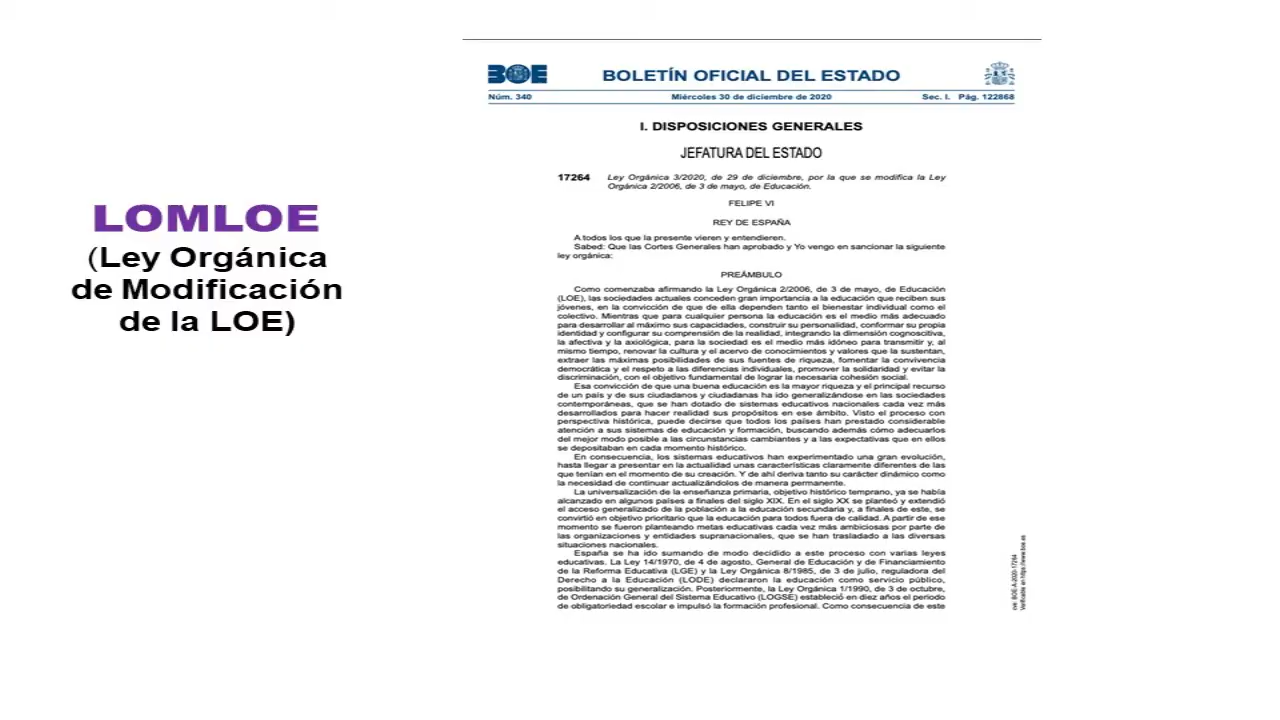 LOMLOE
(Ley Orgánica
de Modificación
de la LOE)
BOE
BOLETÍN OFICIAL DEL ESTADO
Núm. 340
Miércoles 30 de diciembre de 2020
Sec. I. Pág. 122868
I. DISPOSICIONES GENERALES
JEFATURA DEL ESTADO
17264
Ley Orgánica 3/2020, de 29 de diciembre, por la que se modifica la Ley
Orgánica 2/2006, de 3 de mayo, de Educación.
FELIPE VI
REY DE ESPAÑA
A todos los que la presente vieren y entendieren.
Sabed: Que las Cortes Generales han aprobado y Yo vengo en sancionar la siguiente
ley orgánica:
PREÁMBULO
Como comenzaba afirmando la Ley Orgánica 2/2006, de 3 de mayo, de Educación
(LOE), las sociedades actuales conceden gran importancia a la educación que reciben sus
jóvenes, en la convicción de que de ella dependen tanto el bienestar individual como el
colectivo. Mientras que para cualquier persona la educación es el medio más adecuado
para desarrollar al máximo sus capacidades, construir su personalidad, conformar su propia
identidad y configurar su comprensión de la realidad, integrando la dimensión cognoscitiva,
la afectiva y la axiológica, para la sociedad es el medio más idóneo para transmitir y, al
mismo tiempo, renovar la cultura y el acervo de conocimientos y valores que la sustentan,
extraer las máximas posibilidades de sus fuentes de riqueza, fomentar la convivencia
democrática y el respeto a las diferencias individuales, promover la solidaridad y evitar la
discriminación, con el objetivo fundamental de lograr la necesaria cohesión social.
Esa convicción de que una buena educación es la mayor riqueza y el principal recurso
de un país y de sus ciudadanos y ciudadanas ha ido generalizándose en las sociedades
contemporáneas, que se han dotado de sistemas educativos nacionales cada vez más
desarrollados para hacer realidad sus propósitos en ese ámbito. Visto el proceso con
perspectiva histórica, puede decirse que todos los países han prestado considerable
atención a sus sistemas de educación y formación, buscando además cómo adecuarlos
del mejor modo posible a las circunstancias cambiantes y a las expectativas que en ellos
se depositaban en cada momento histórico.
En consecuencia, los sistemas educativos han experimentado una gran evolución,
hasta llegar a presentar en la actualidad unas características claramente diferentes de las
que tenían en el momento de su creación. Y de ahí deriva tanto su carácter dinámico como
la necesidad de continuar actualizándolos de manera permanente.
La universalización de la enseñanza primaria, objetivo histórico temprano, ya se había
alcanzado en algunos países a finales del siglo XIX. En el siglo XX se planteó y extendió
el acceso generalizado de la población a la educación secundaria y, a finales de este, se
convirtió en objetivo prioritario que la educación para todos fuera de calidad. A partir de ese
momento se fueron planteando metas educativas cada vez más ambiciosas por parte de
las organizaciones y entidades supranacionales, que se han trasladado a las diversas
situaciones nacionales.
España se ha ido sumando de modo decidido a este proceso con varias leyes
educativas. La Ley 14/1970, de 4 de agosto, General de Educación y de Financiamiento
de la Reforma Educativa (LGE) y la Ley Orgánica 8/1985, de 3 de julio, reguladora del
Derecho a la Educación (LODE) declararon la educación como servicio público,
posibilitando su generalización. Posteriormente, la Ley Orgánica 1/1990, de 3 de octubre,
de Ordenación General del Sistema Educativo (LOGSE) estableció en diez años el periodo
de obligatoriedad escolar e impulsó la formación profesional. Como consecuencia de este
cve: BOE-A-2020-17264
Verificable en https://www.boe.es